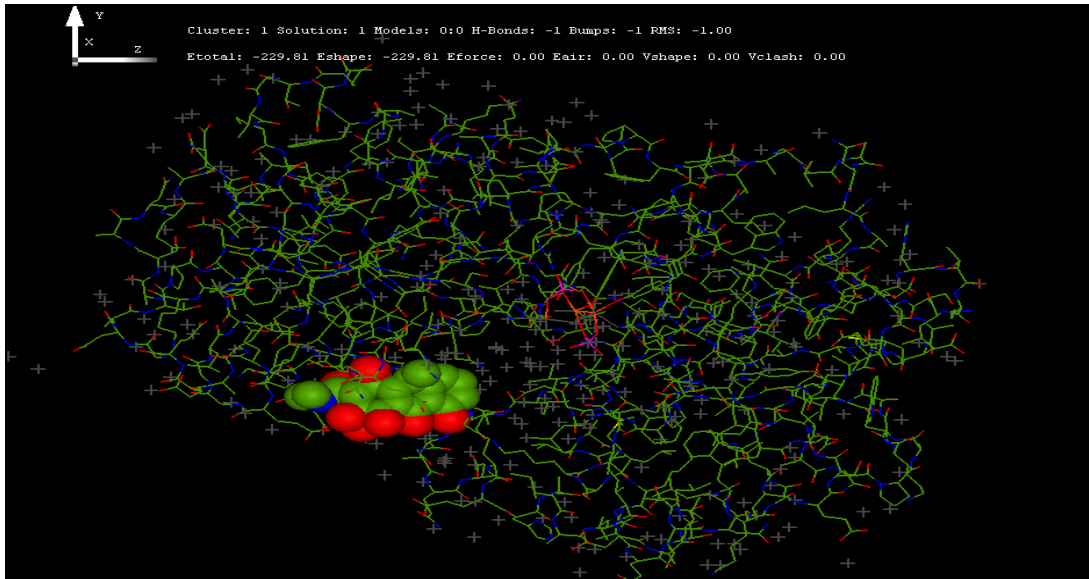 Y
Cluster: 1 Solution: 1 Models: 0:0 H-Bonds: -1 Bumps: -1 RMS: -1.00
X Z
Etotal: -229.81 Eshape: -229.81 Eforce: 0.00 Eair: 0.00 Vshape: 0.00 Vclash: 0.00